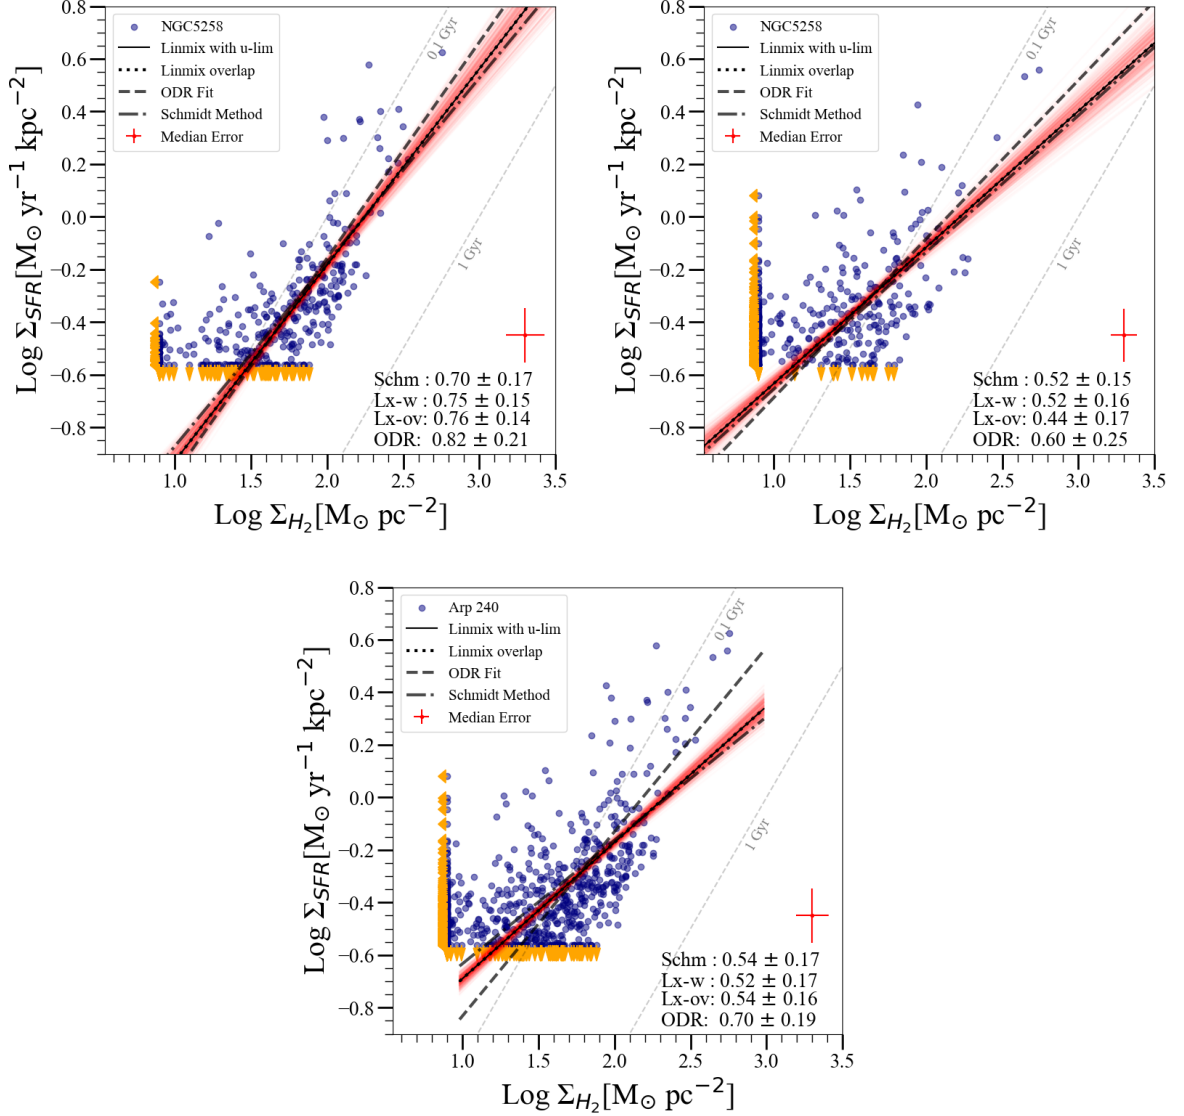 NGC5258
Linmix with u-lim
Linmix overlap
ODR Fit
Schmidt Method
Median Error
0.1 Gyr
1 Gyr
Schm : 0.70 ± 0.17
Lx-w : 0.75 ± 0.15
Lx-ov: 0.76 ± 0.14
ODR: 0.82 ± 0.21
0.8
0.6
0.4
0.2
0.0
−0.2
−0.4
−0.6
−0.8
Log Σ_SFR[M⊙ yr⁻¹ kpc⁻²]
1.0 1.5 2.0 2.5 3.0 3.5
Log Σ_H₂[M⊙ pc⁻²]
NGC5258
Linmix with u-lim
Linmix overlap
ODR Fit
Schmidt Method
Median Error
0.1 Gyr
1 Gyr
Schm : 0.52 ± 0.15
Lx-w : 0.52 ± 0.16
Lx-ov: 0.44 ± 0.17
ODR: 0.60 ± 0.25
0.8
0.6
0.4
0.2
0.0
−0.2
−0.4
−0.6
−0.8
Log Σ_SFR[M⊙ yr⁻¹ kpc⁻²]
1.0 1.5 2.0 2.5 3.0 3.5
Log Σ_H₂[M⊙ pc⁻²]
Arp 240
Linmix with u-lim
Linmix overlap
ODR Fit
Schmidt Method
Median Error
0.1 Gyr
1 Gyr
Schm : 0.54 ± 0.17
Lx-w : 0.52 ± 0.17
Lx-ov: 0.54 ± 0.16
ODR: 0.70 ± 0.19
0.8
0.6
0.4
0.2
0.0
−0.2
−0.4
−0.6
−0.8
Log Σ_SFR[M⊙ yr⁻¹ kpc⁻²]
1.0 1.5 2.0 2.5 3.0 3.5
Log Σ_H₂[M⊙ pc⁻²]